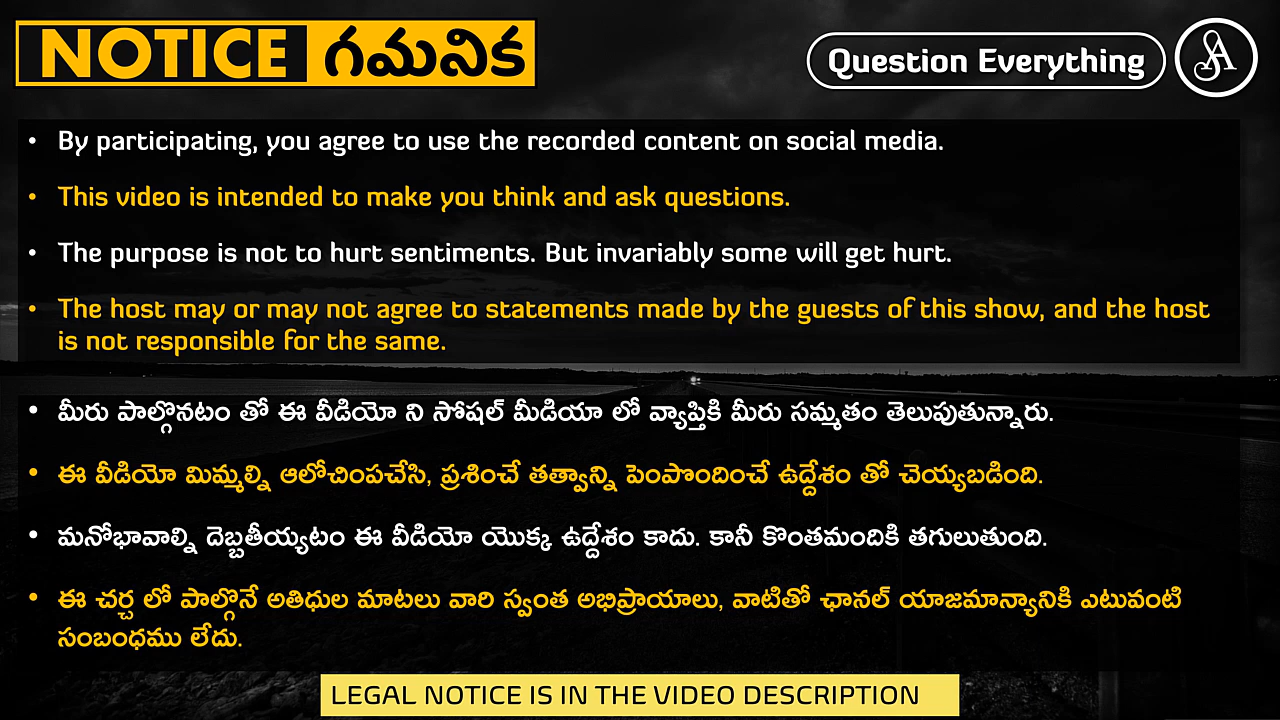 NOTICE గమనిక
Question Everything
• By participating, you agree to use the recorded content on social media.
• This video is intended to make you think and ask questions.
• The purpose is not to hurt sentiments. But invariably some will get hurt.
• The host may or may not agree to statements made by the guests of this show, and the host
is not responsible for the same.
• మీరు పాల్గొనటం తో ఈ వీడియో ని సోషల్ మీడియా లో వ్యాప్తికి మీరు సమ్మతం తెలుపుతున్నారు.
• ఈ వీడియో మిమ్మల్ని ఆలోచింపచేసి, ప్రశించే తత్వాన్ని పెంపొందించే ఉద్దేశం తో చెయ్యబడింది.
• మనోభావాల్ని దెబ్బతీయ్యటం ఈ వీడియో యొక్క ఉద్దేశం కాదు. కానీ కొంతమందికి తగులుతుంది.
• ఈ చర్చ లో పాల్గొనే అతిధుల మాటలు వారి స్వంత అభిప్రాయాలు, వాటితో ఛానల్ యాజమాన్యానికి ఎటువంటి
సంబంధము లేదు.
LEGAL NOTICE IS IN THE VIDEO DESCRIPTION